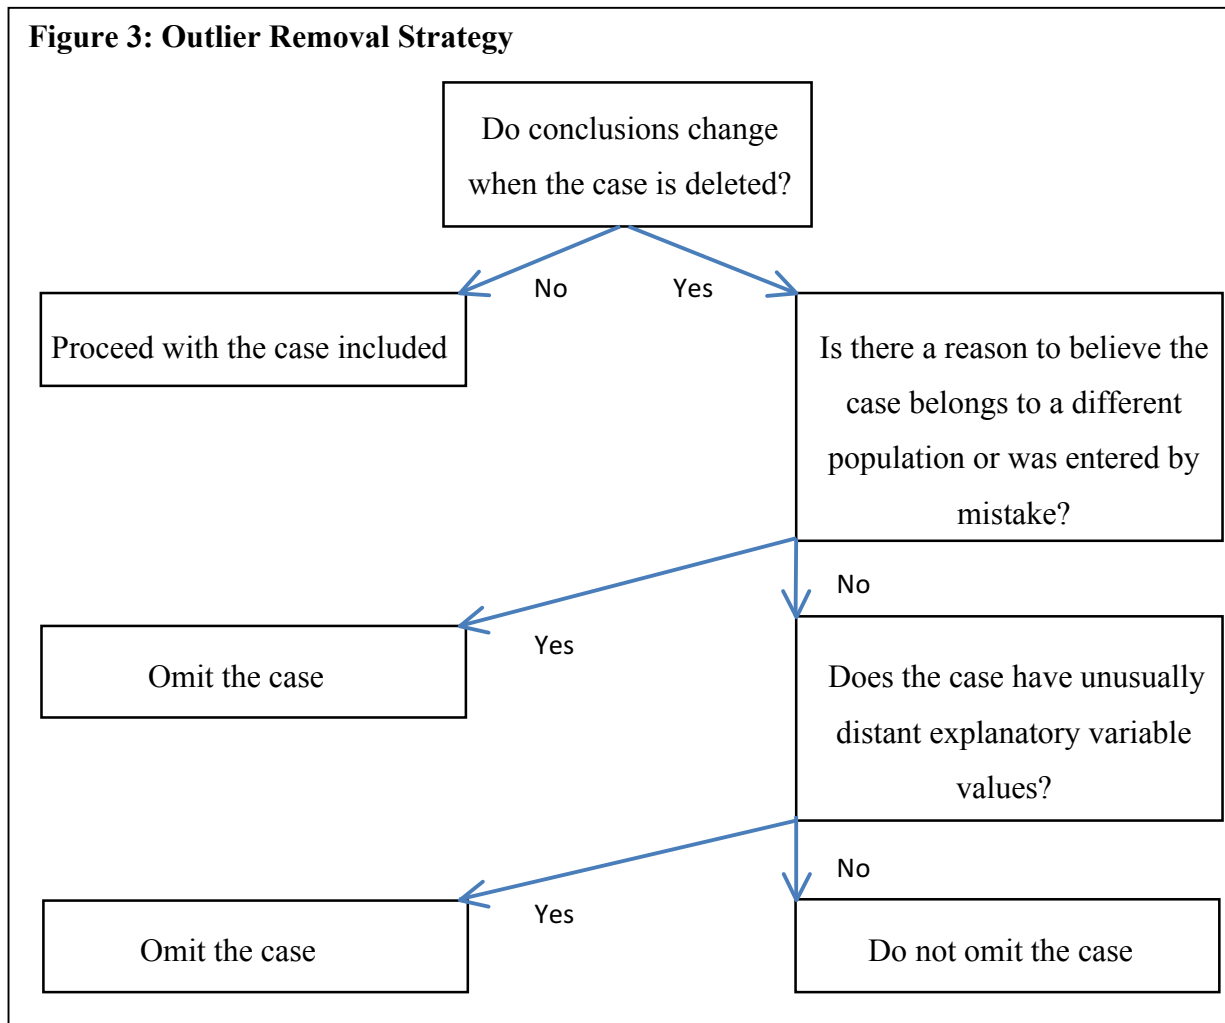 Figure 3: Outlier Removal Strategy
Do conclusions change
when the case is deleted?
No
Yes
Proceed with the case included
Is there a reason to believe the
case belongs to a different
population or was entered by
mistake?
No
Yes
Omit the case
Does the case have unusually
distant explanatory variable
values?
No
Yes
Omit the case
Do not omit the case